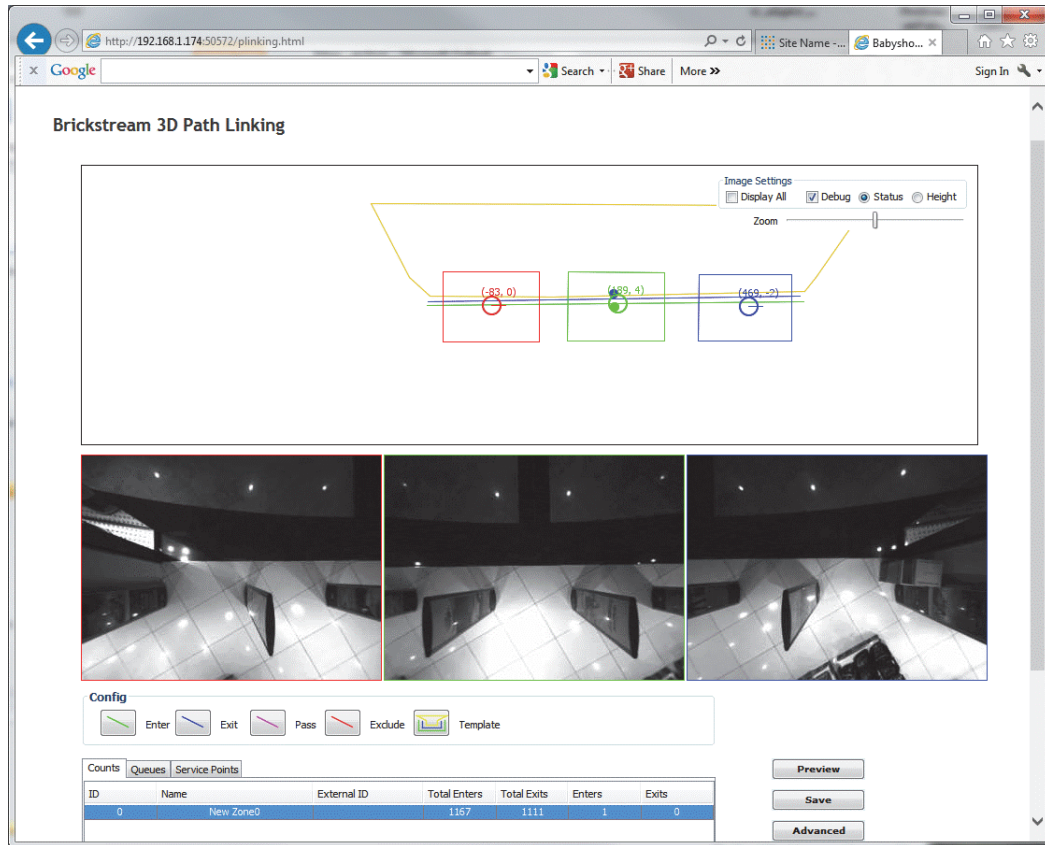 http://192.168.1.174:50572/plinking.html
Site Name -...
Babysho...
x Google
Search
Share
More »
Sign In
Brickstream 3D Path Linking
Image Settings
Display All Debug Status Height
Zoom
(-83, 0)
(469, -2)
Config
Enter Exit Pass Exclude Template
Counts Queues Service Points
Preview
ID Name External ID Total Enters Total Exits Enters Exits
0 New Zone0 1167 1111 1 0
Save
Advanced